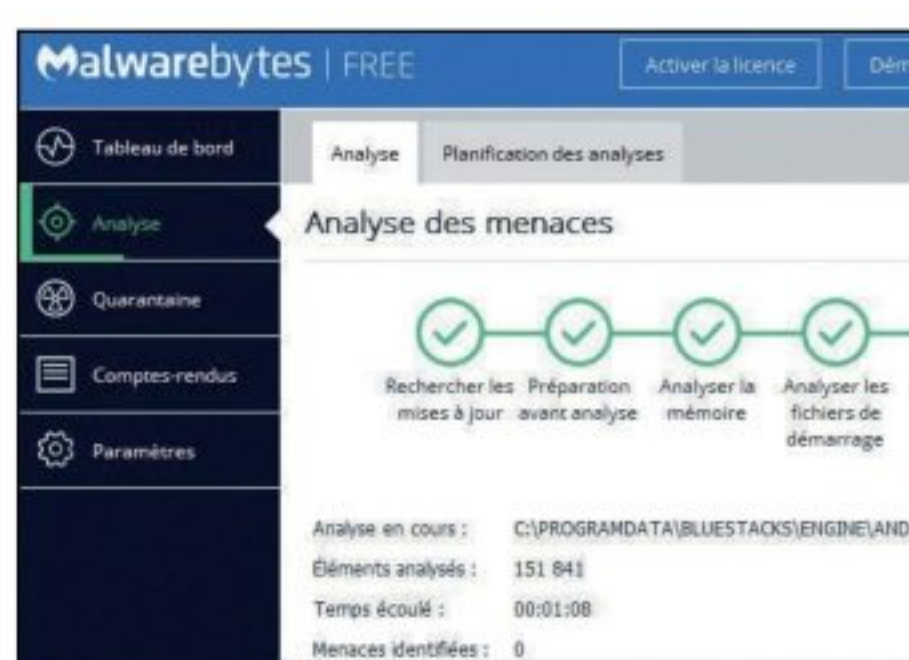 Malwarebytes | FREE
Activer la licence
Tableau de bord
Analyse
Planification des analyses
Analyse
Analyse des menaces
Quarantaine
Rechercher les mises à jour
Préparation avant analyse
Analyser la mémoire
Analyser les fichiers de démarrage
Comptes-rendus
Paramètres
Analyse en cours : C:\PROGRAMDATA\BLUESTACKS\ENGINE\AND
Éléments analysés : 151 841
Temps écoulé : 00:01:08
Menaces identifiées : 0